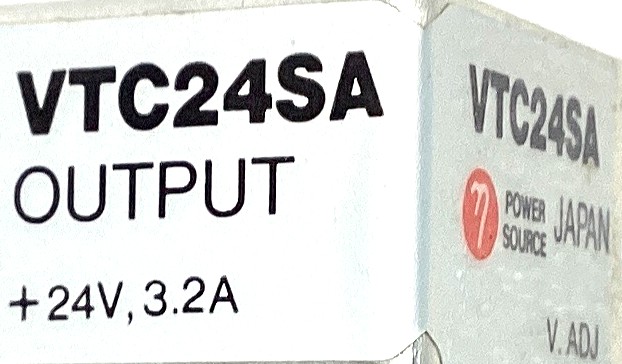 VTC24SA
OUTPUT
+24V, 3.2A
VTC24SA
η POWER SOURCE JAPAN
V. ADJ